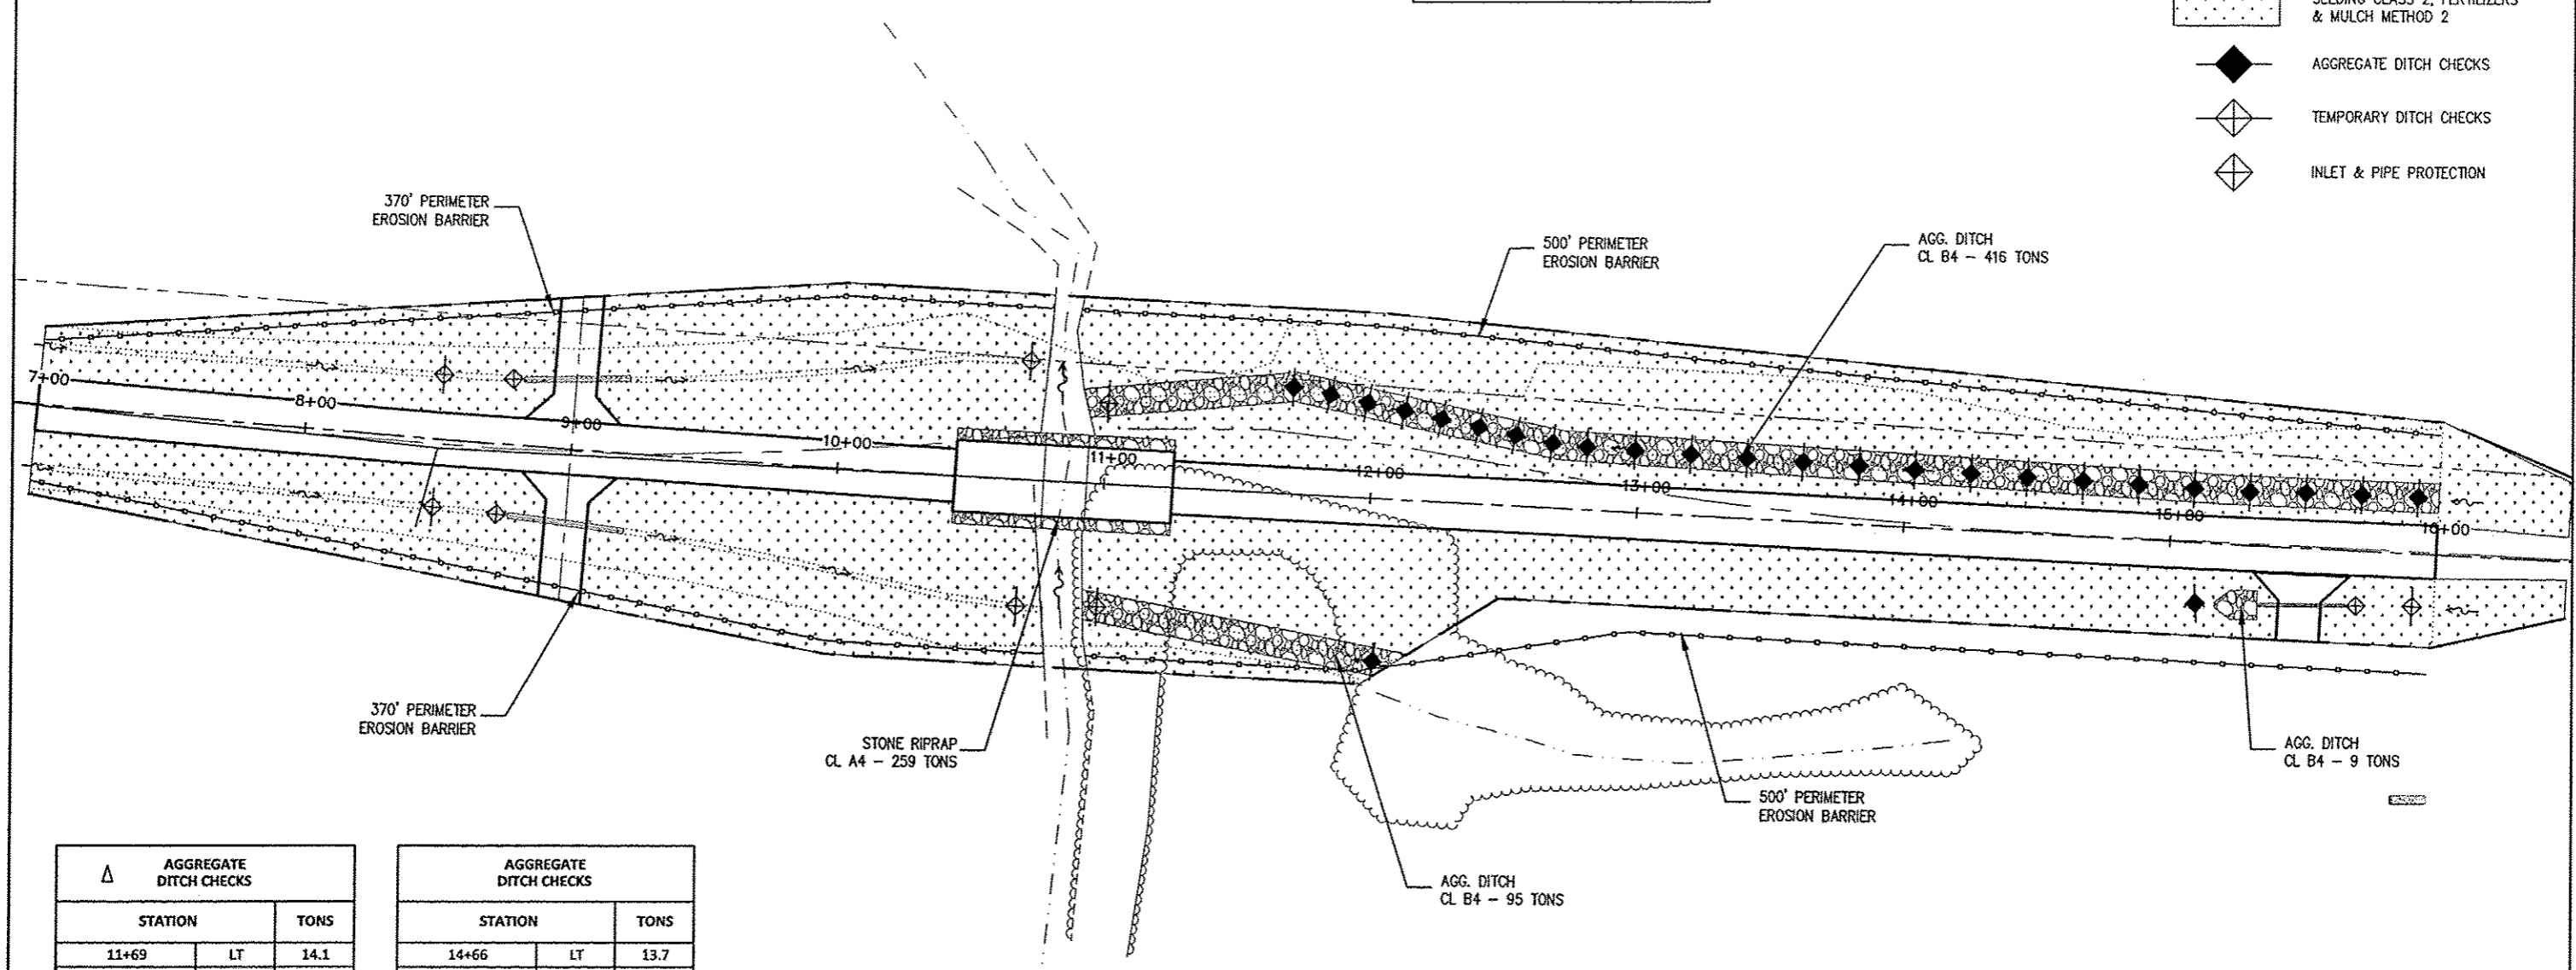 SEEDING CLASS 2, FERTILIZERS
& MULCH METHOD 2
AGGREGATE DITCH CHECKS
TEMPORARY DITCH CHECKS
INLET & PIPE PROTECTION
370' PERIMETER
EROSION BARRIER
500' PERIMETER
EROSION BARRIER
AGG. DITCH
CL B4 - 416 TONS
7+00
8+00
9+00
10+00
11+00
12+00
13+00
14+00
15+00
16+00
370' PERIMETER
EROSION BARRIER
STONE RIPRAP
CL A4 - 259 TONS
AGG. DITCH
CL B4 - 9 TONS
500' PERIMETER
EROSION BARRIER
AGG. DITCH
CL B4 - 95 TONS
Δ AGGREGATE
DITCH CHECKS
STATION TONS
11+69 LT 14.1
AGGREGATE
DITCH CHECKS
STATION TONS
14+66 LT 13.7